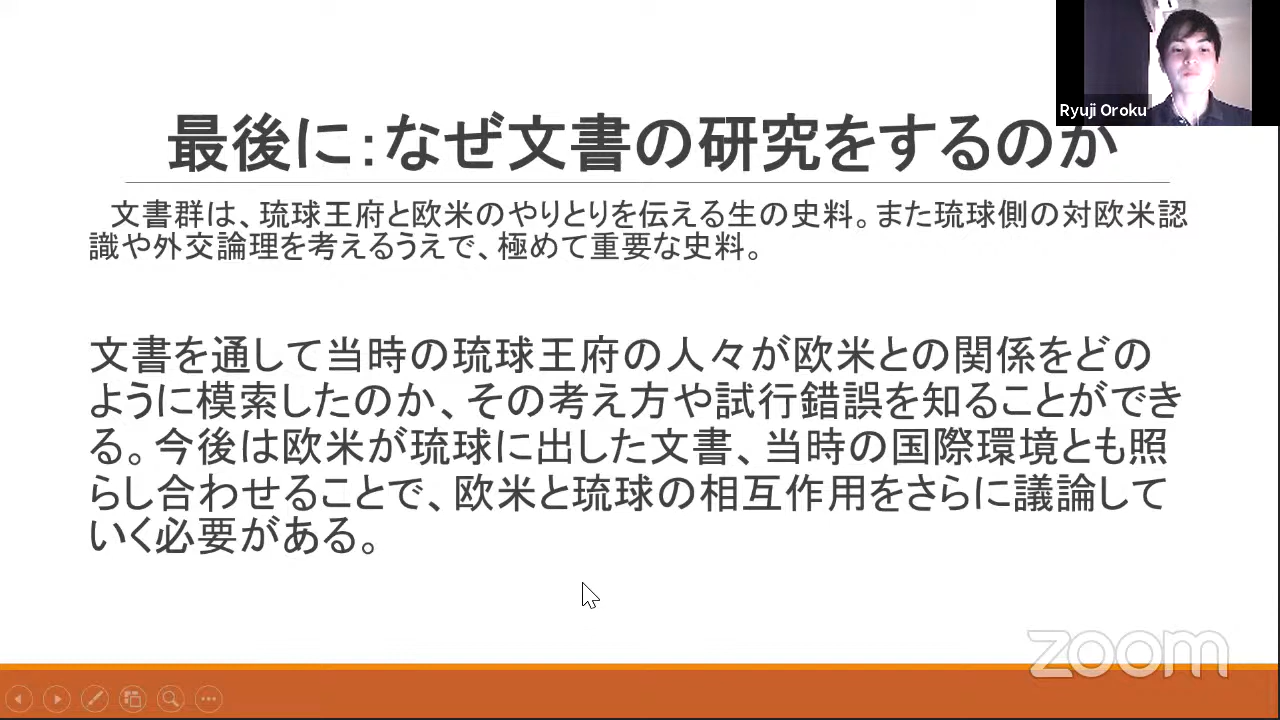 Ryuji Oroku
最後に：なぜ文書の研究をするのか
文書群は、琉球王府と欧米のやりとりを伝える生の史料。また琉球側の対欧米認
識や外交論理を考えるうえで、極めて重要な史料。
文書を通して当時の琉球王府の人々が欧米との関係をどの
ように模索したのか、その考え方や試行錯誤を知ることができ
る。今後は欧米が琉球に出した文書、当時の国際環境とも照
らし合わせることで、欧米と琉球の相互作用をさらに議論して
いく必要がある。
zoom